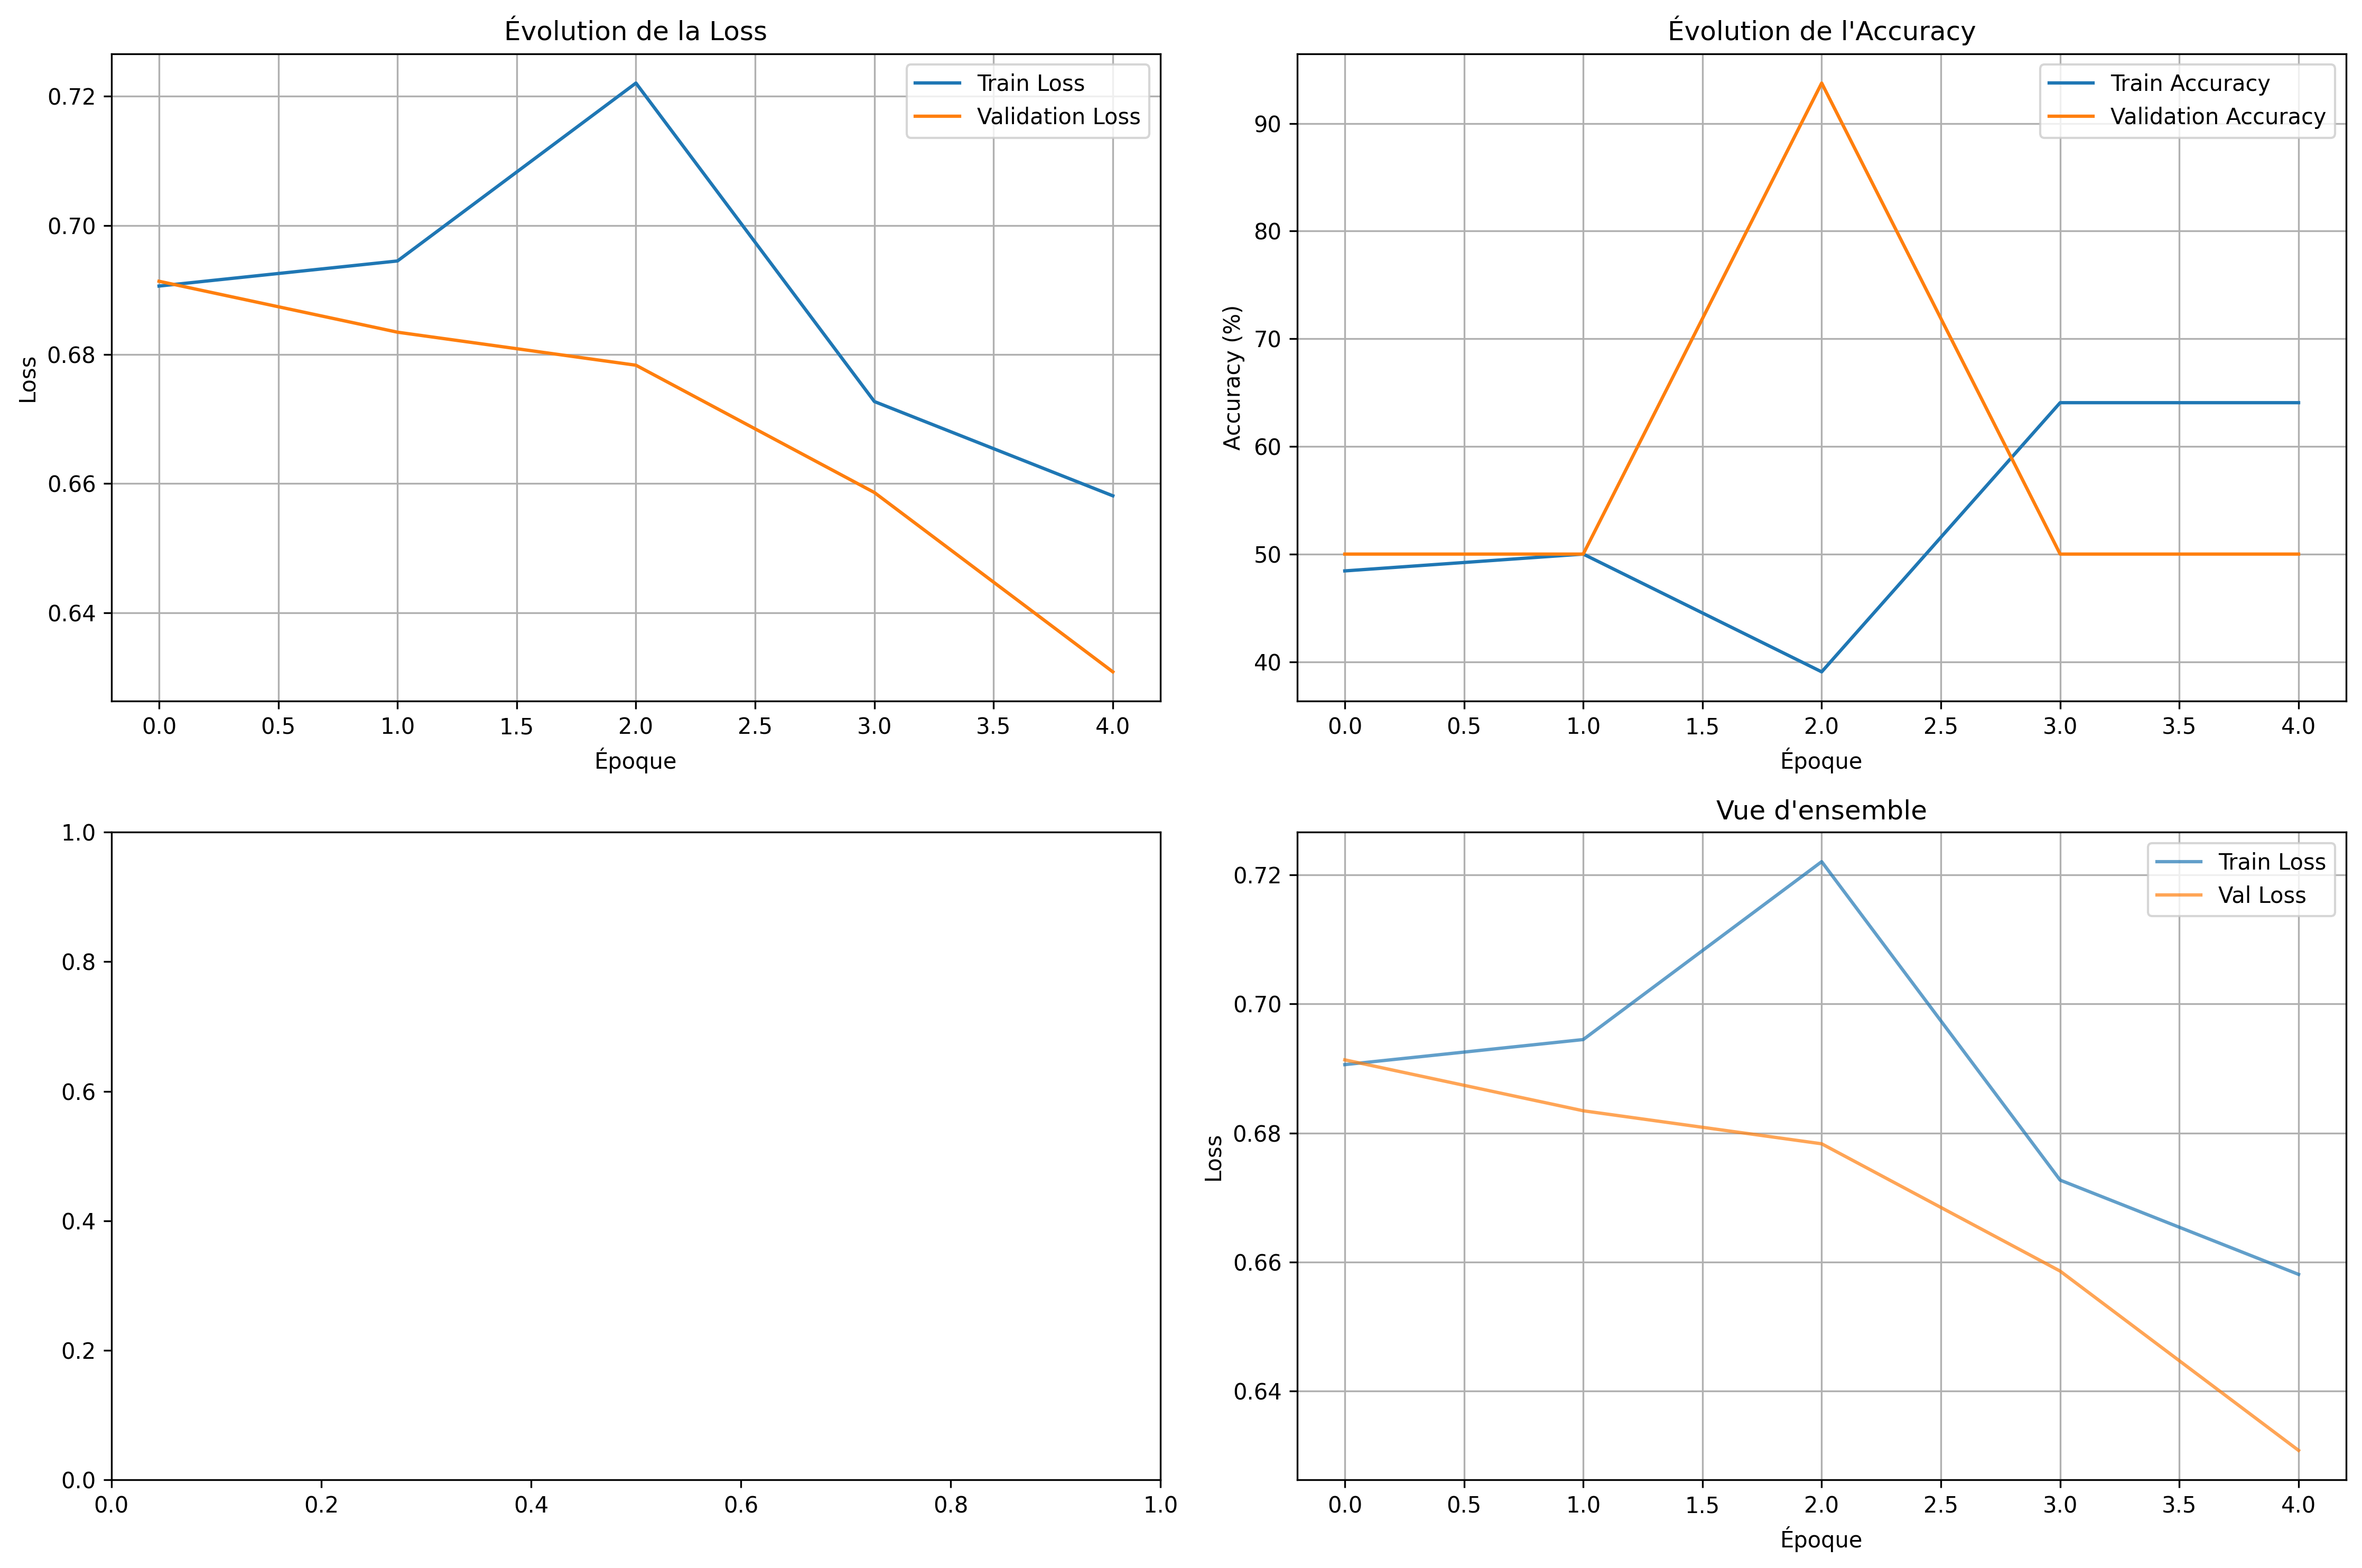 Évolution de la Loss
Train Loss
Validation Loss
0.72
0.70
0.68
0.66
0.64
Loss
0.0 0.5 1.0 1.5 2.0 2.5 3.0 3.5 4.0
Époque
Évolution de l'Accuracy
Train Accuracy
Validation Accuracy
90
80
70
60
50
40
Accuracy (%)
0.0 0.5 1.0 1.5 2.0 2.5 3.0 3.5 4.0
Époque
1.0
0.8
0.6
0.4
0.2
0.0
0.0 0.2 0.4 0.6 0.8 1.0
Vue d'ensemble
Train Loss
Val Loss
0.72
0.70
0.68
0.66
0.64
Loss
0.0 0.5 1.0 1.5 2.0 2.5 3.0 3.5 4.0
Époque